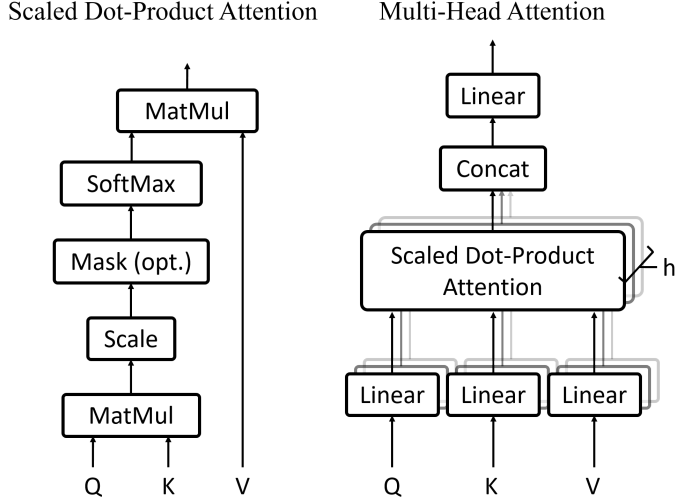 Scaled Dot-Product Attention
MatMul
SoftMax
Mask (opt.)
Scale
MatMul
Q K V
Multi-Head Attention
Linear
Concat
Scaled Dot-Product
Attention
h
Linear Linear Linear
Q K V